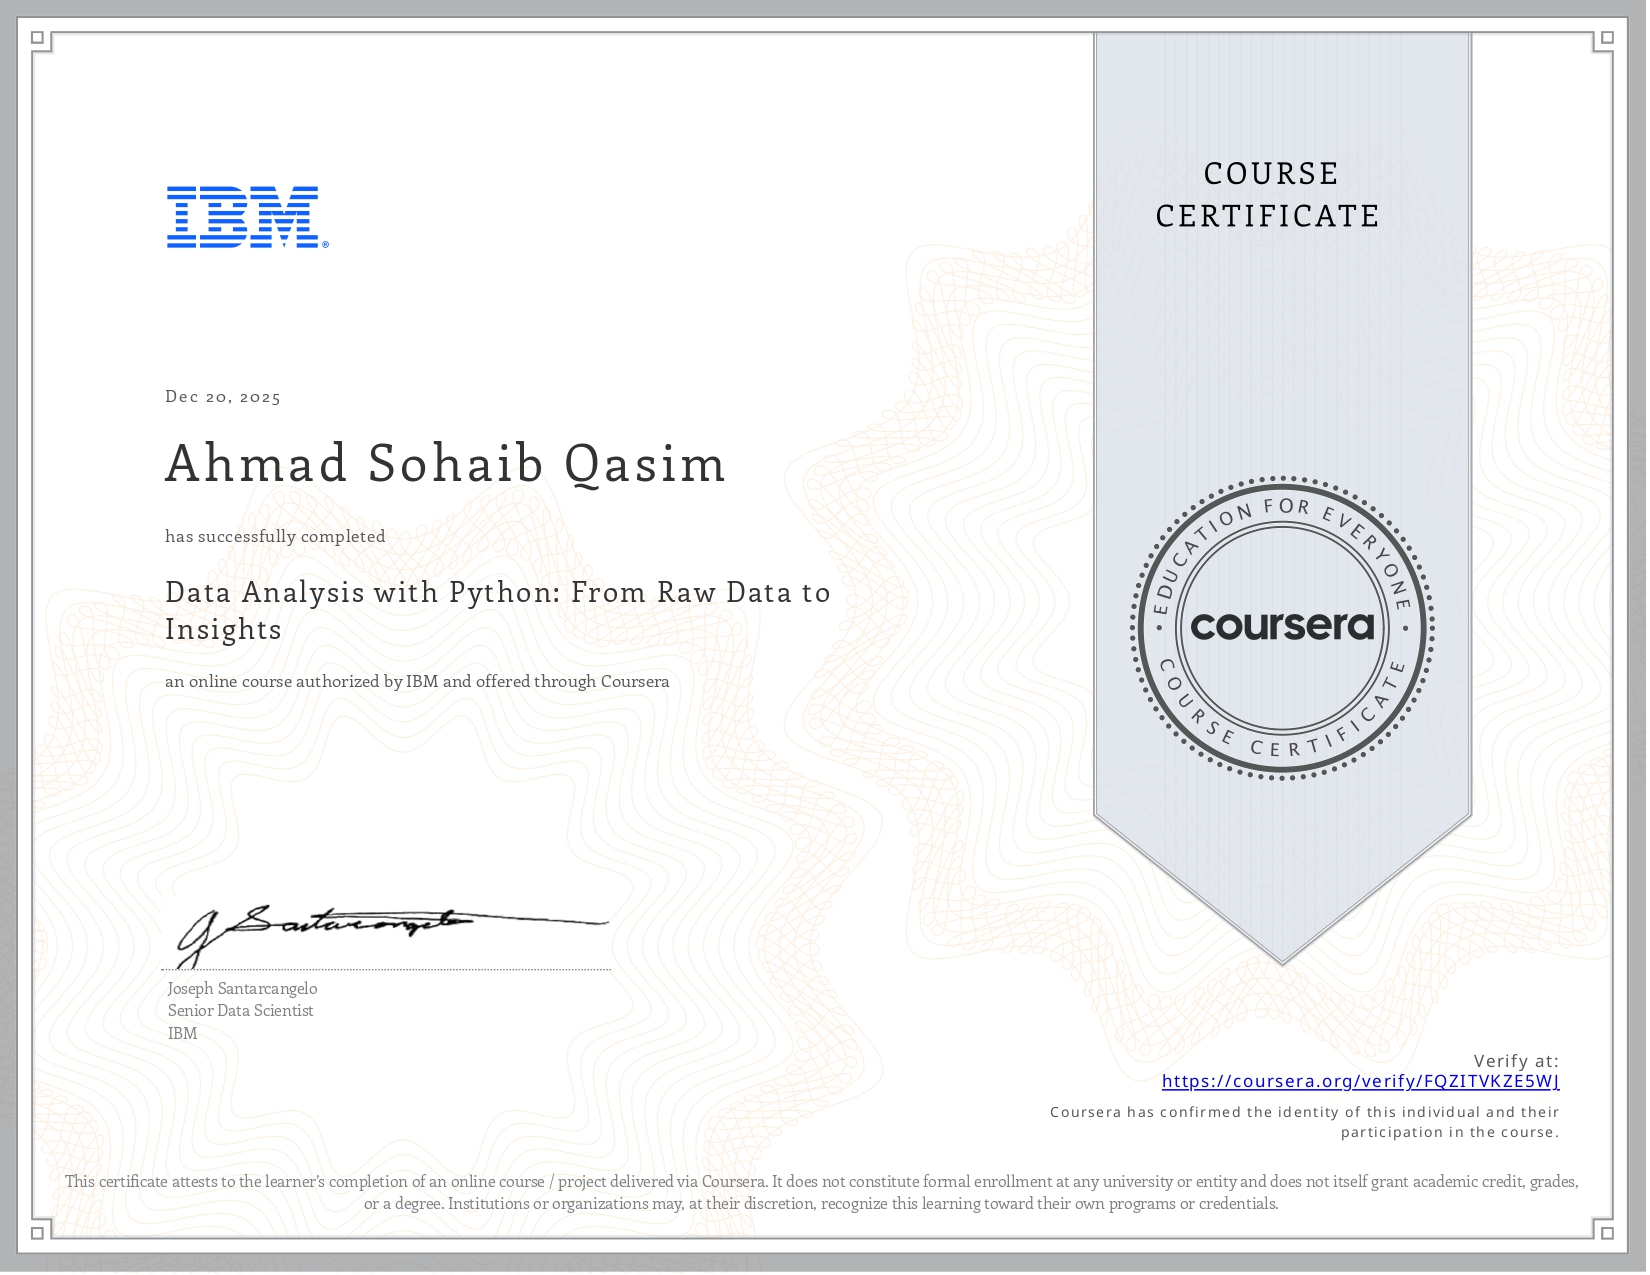 IBM®
COURSE
CERTIFICATE
Dec 20, 2025
Ahmad Sohaib Qasim
has successfully completed
Data Analysis with Python: From Raw Data to
Insights
an online course authorized by IBM and offered through Coursera
• EDUCATION FOR EVERYONE •
coursera
COURSE CERTIFICATE
J Santarcangelo
Joseph Santarcangelo
Senior Data Scientist
IBM
Verify at:
https://coursera.org/verify/FQZITVKZE5WJ
Coursera has confirmed the identity of this individual and their
participation in the course.
This certificate attests to the learner's completion of an online course / project delivered via Coursera. It does not constitute formal enrollment at any university or entity and does not itself grant academic credit, grades,
or a degree. Institutions or organizations may, at their discretion, recognize this learning toward their own programs or credentials.